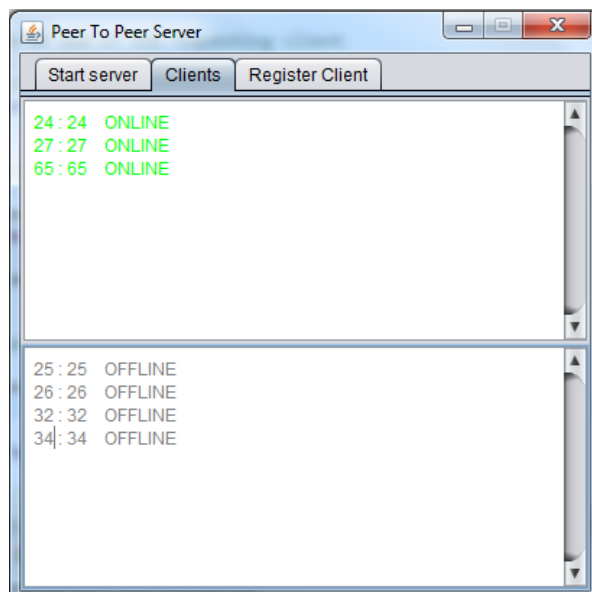 Peer To Peer Server
Start server Clients Register Client
24 : 24 ONLINE
27 : 27 ONLINE
65 : 65 ONLINE
25 : 25 OFFLINE
26 : 26 OFFLINE
32 : 32 OFFLINE
34 : 34 OFFLINE